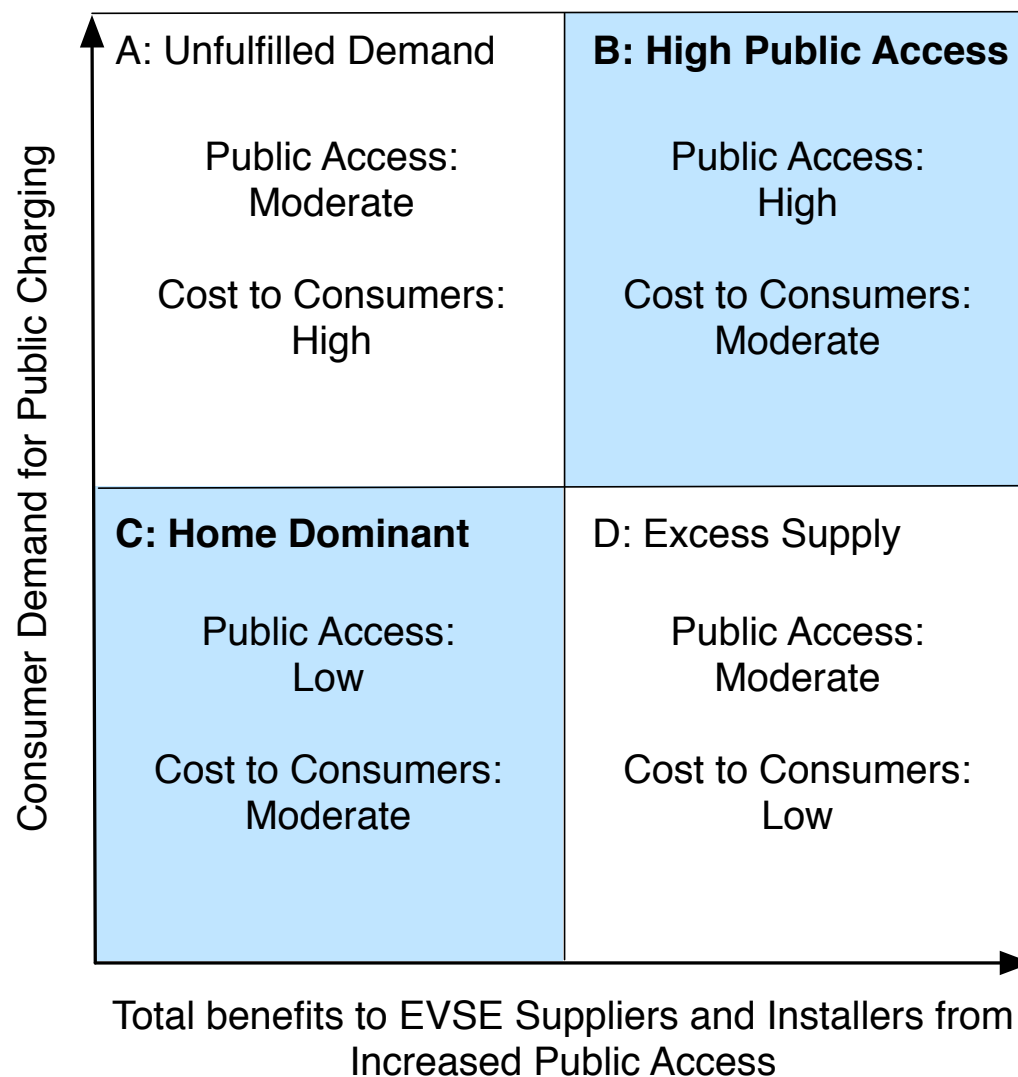 Consumer Demand for Public Charging
A: Unfulfilled Demand
Public Access:
Moderate
Cost to Consumers:
High
B: High Public Access
Public Access:
High
Cost to Consumers:
Moderate
C: Home Dominant
Public Access:
Low
Cost to Consumers:
Moderate
D: Excess Supply
Public Access:
Moderate
Cost to Consumers:
Low
Total benefits to EVSE Suppliers and Installers from
Increased Public Access